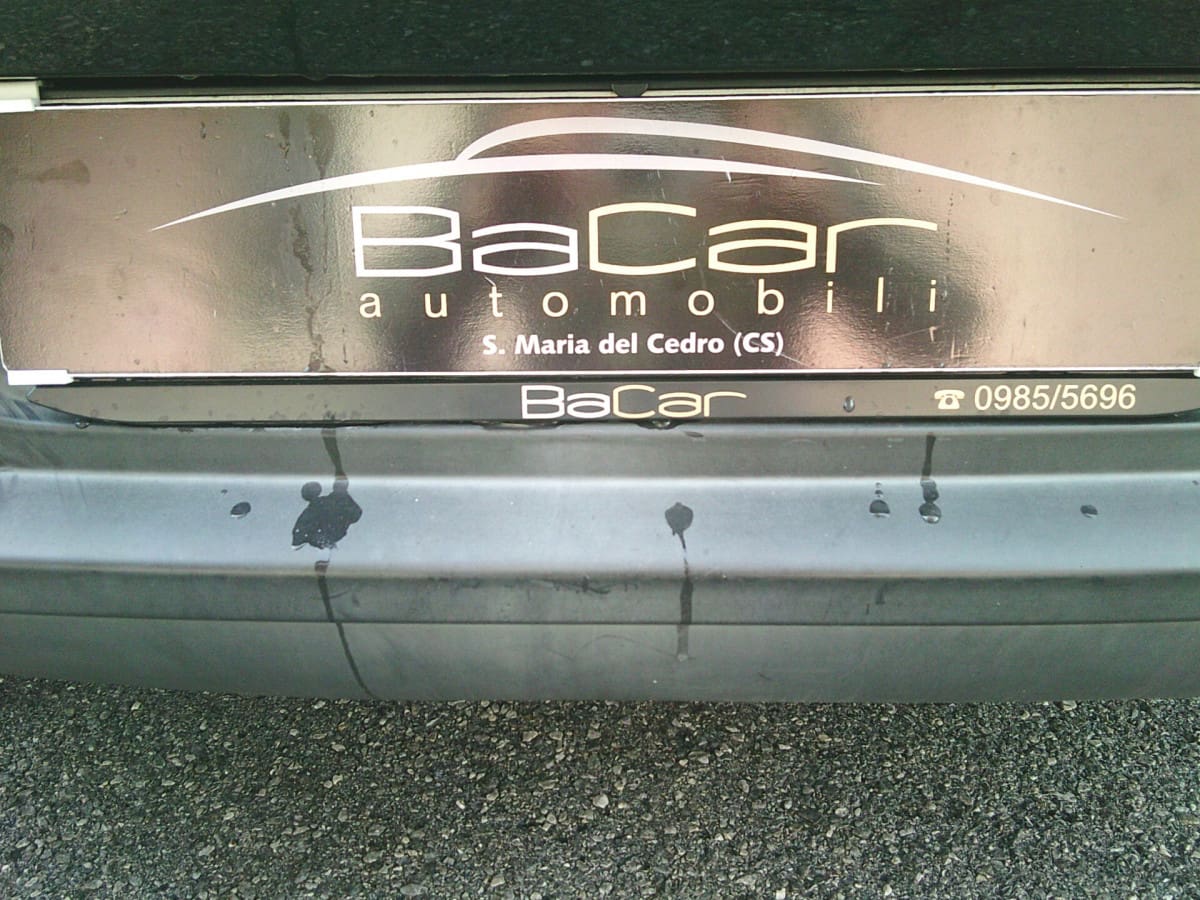 BaCar
automobili
S. Maria del Cedro (CS)
BaCar ☎ 0985/5696